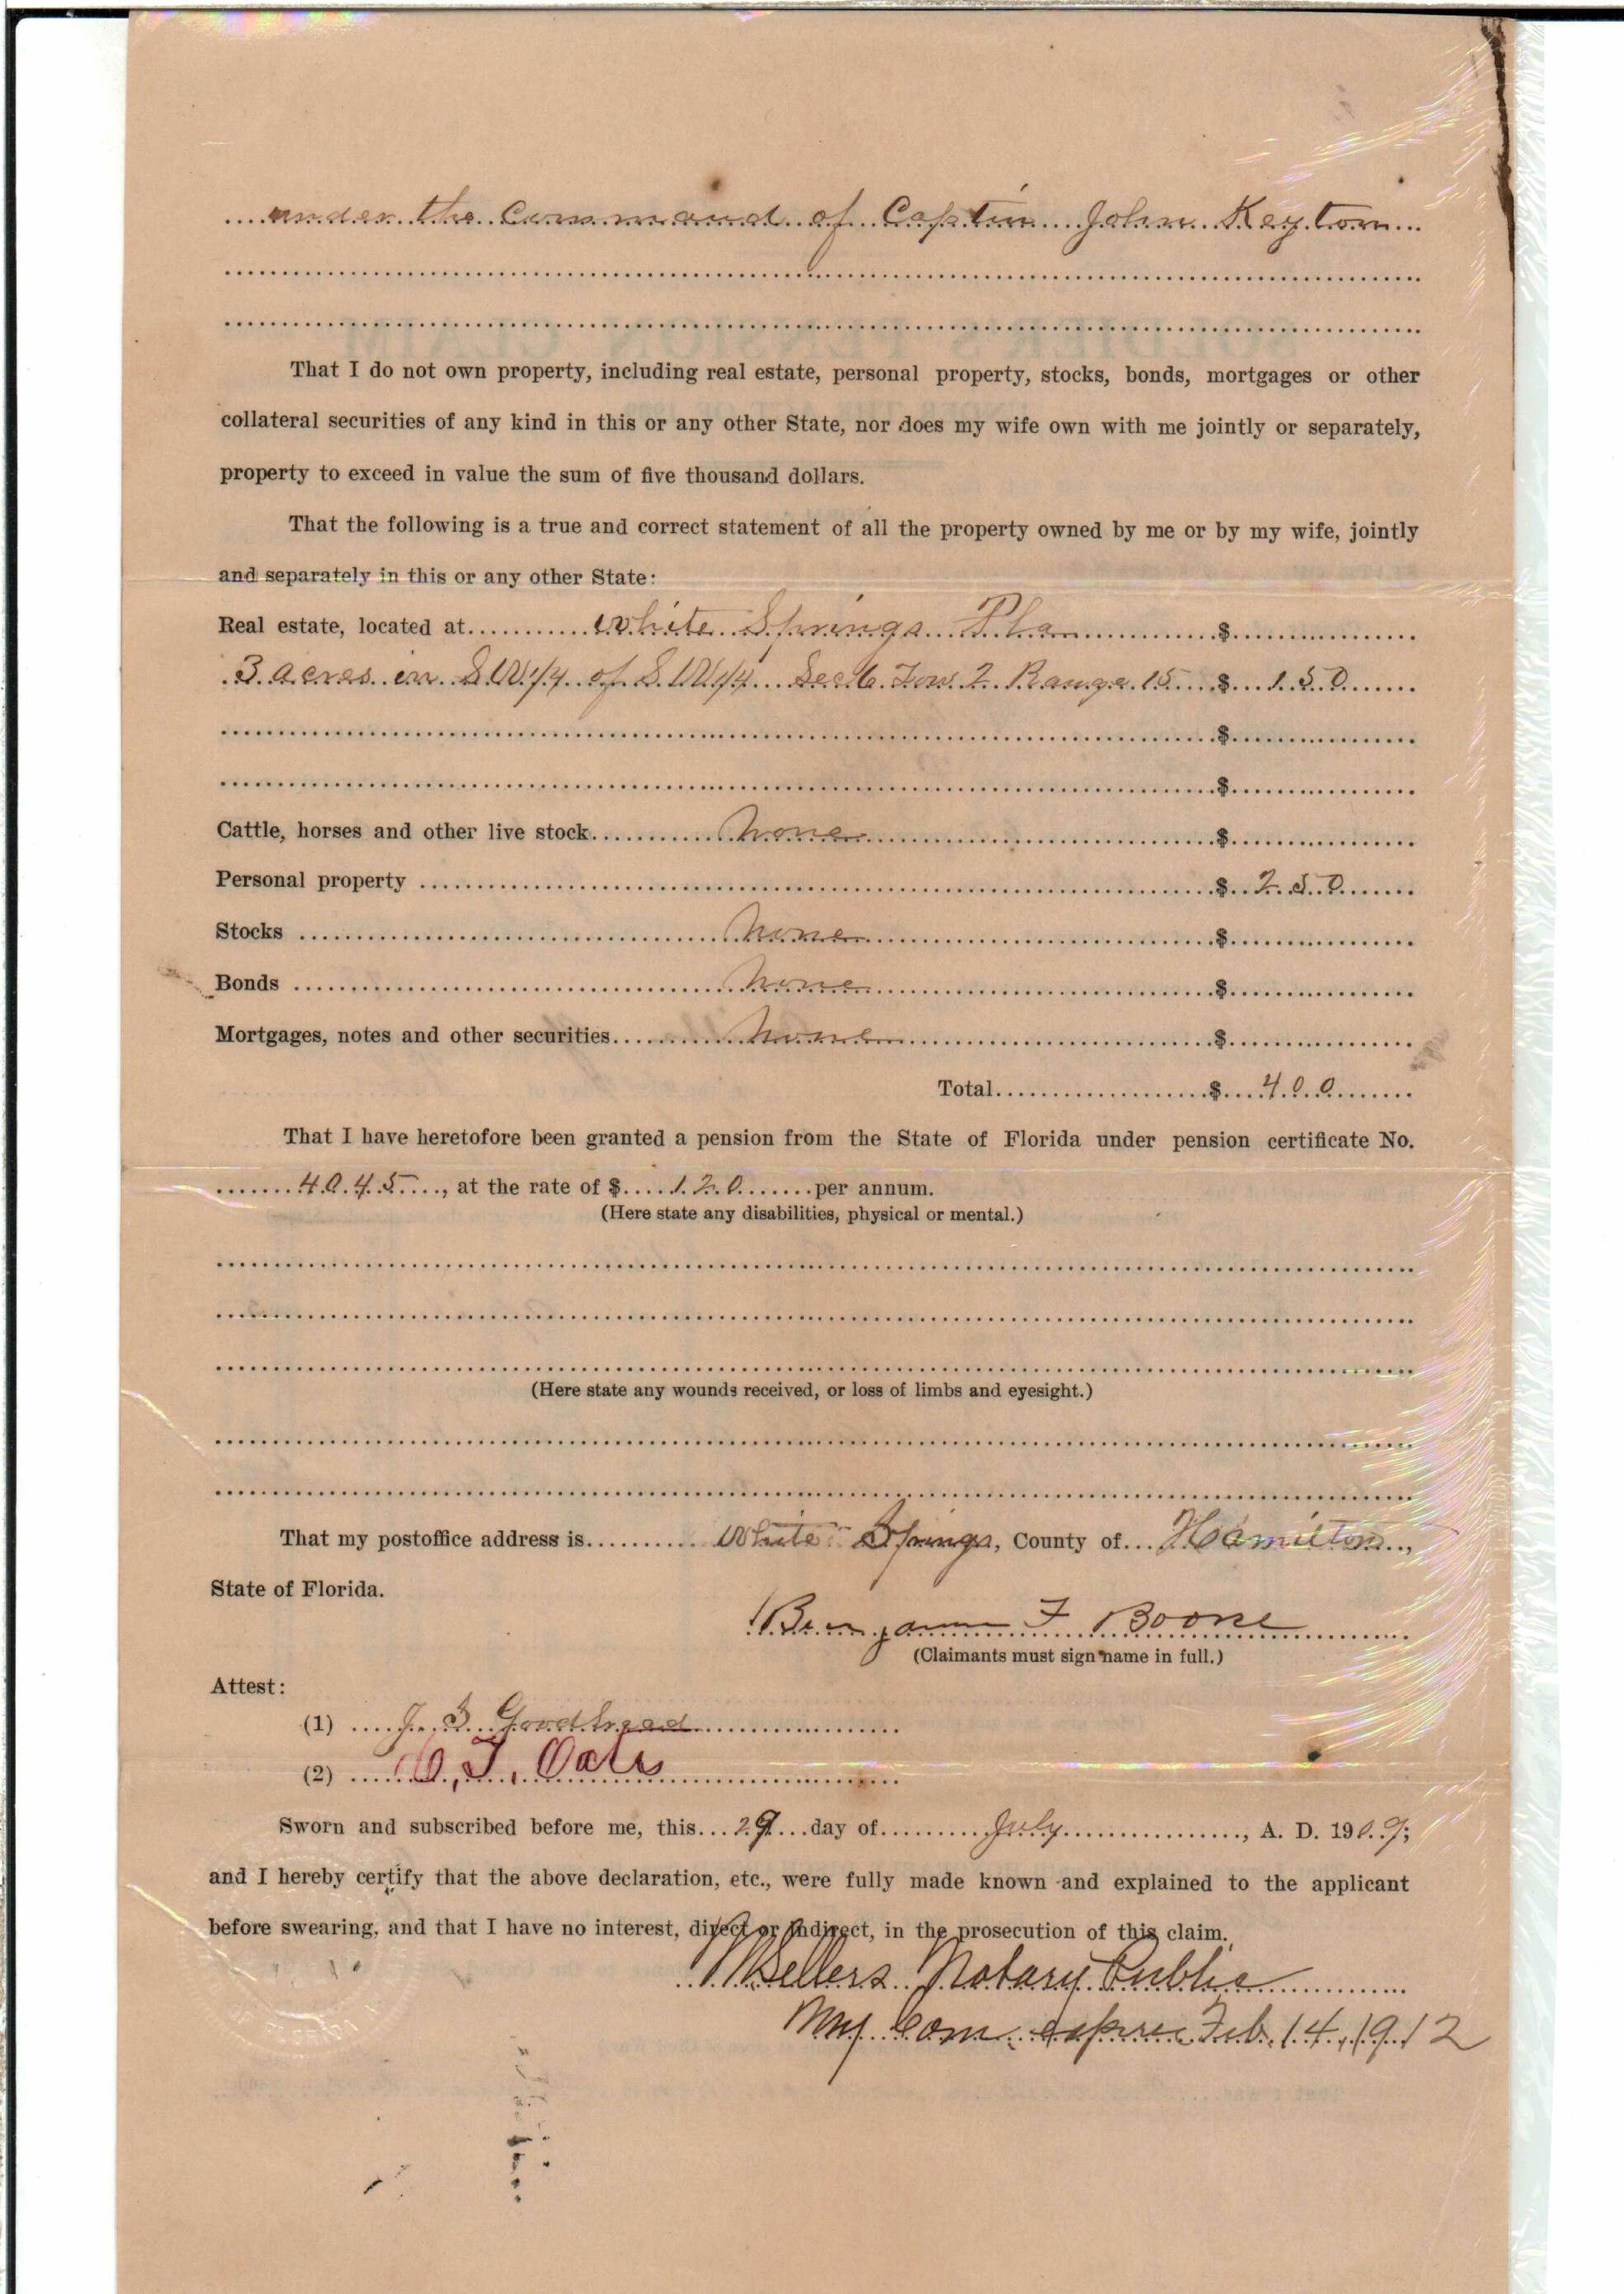 under the Command of Captin John Keyton
That I do not own property, including real estate, personal property, stocks, bonds, mortgages or other
collateral securities of any kind in this or any other State, nor does my wife own with me jointly or separately,
property to exceed in value the sum of five thousand dollars.
That the following is a true and correct statement of all the property owned by me or by my wife, jointly
and separately in this or any other State:
Real estate, located at White Springs Fla $
3 acres in S W 1/4 of S W 1/4 Sec 6 Tow 2 Range 15 $ 150
$
$
Cattle, horses and other live stock none $
Personal property $ 250
Stocks none $
Bonds none $
Mortgages, notes and other securities none $
Total $ 400
That I have heretofore been granted a pension from the State of Florida under pension certificate No.
4045, at the rate of $ 120 per annum.
(Here state any disabilities, physical or mental.)
(Here state any wounds received, or loss of limbs and eyesight.)
That my postoffice address is White Springs, County of Hamilton,
State of Florida.
Benjamin F Boone
(Claimants must sign name in full.)
Attest:
(1) J. B. Goodbread
(2) C. T. Oats
Sworn and subscribed before me, this 29 day of July, A. D. 1909;
and I hereby certify that the above declaration, etc., were fully made known and explained to the applicant
before swearing, and that I have no interest, direct or indirect, in the prosecution of this claim.
Sellers Notary Public
My Com. expires Feb. 14, 1912